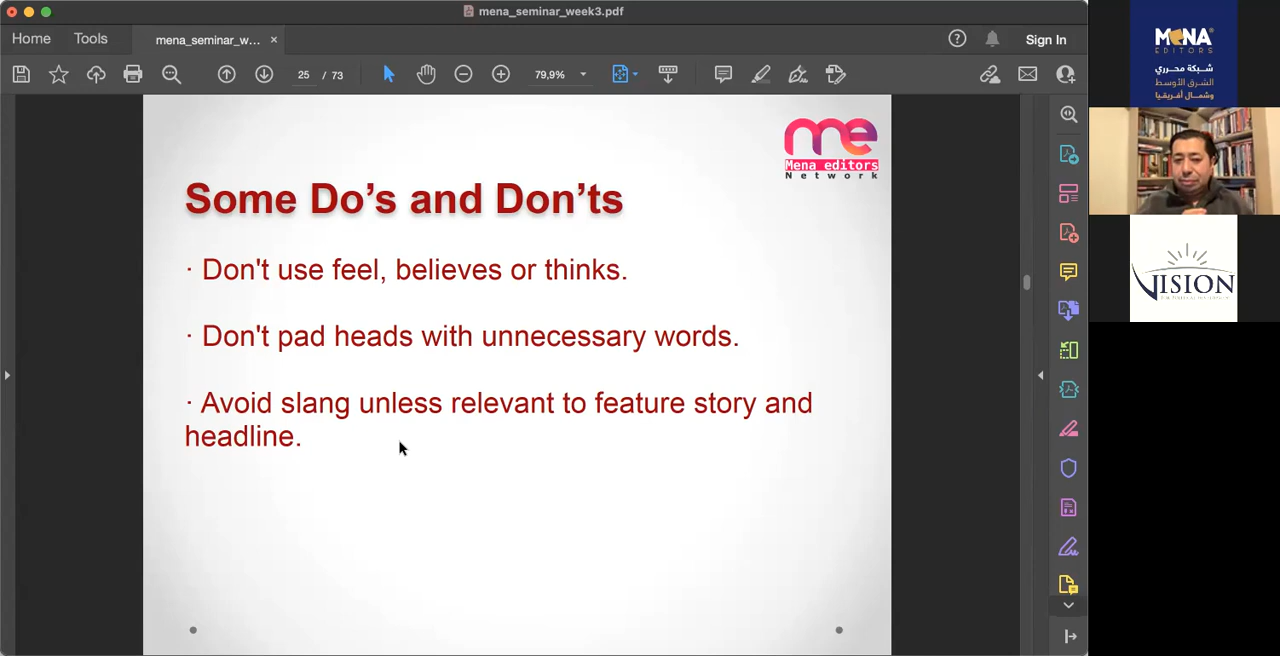 mena_seminar_week3.pdf
Home
Tools
mena_seminar_w...
Sign In
25 / 73
79,9%
me
Mena editors
Network
Some Do’s and Don’ts
· Don't use feel, believes or thinks.
· Don't pad heads with unnecessary words.
· Avoid slang unless relevant to feature story and
headline.
MENA
EDITORS
شبكة محرري
الشرق الأوسط
وشمال أفريقيا
VISION